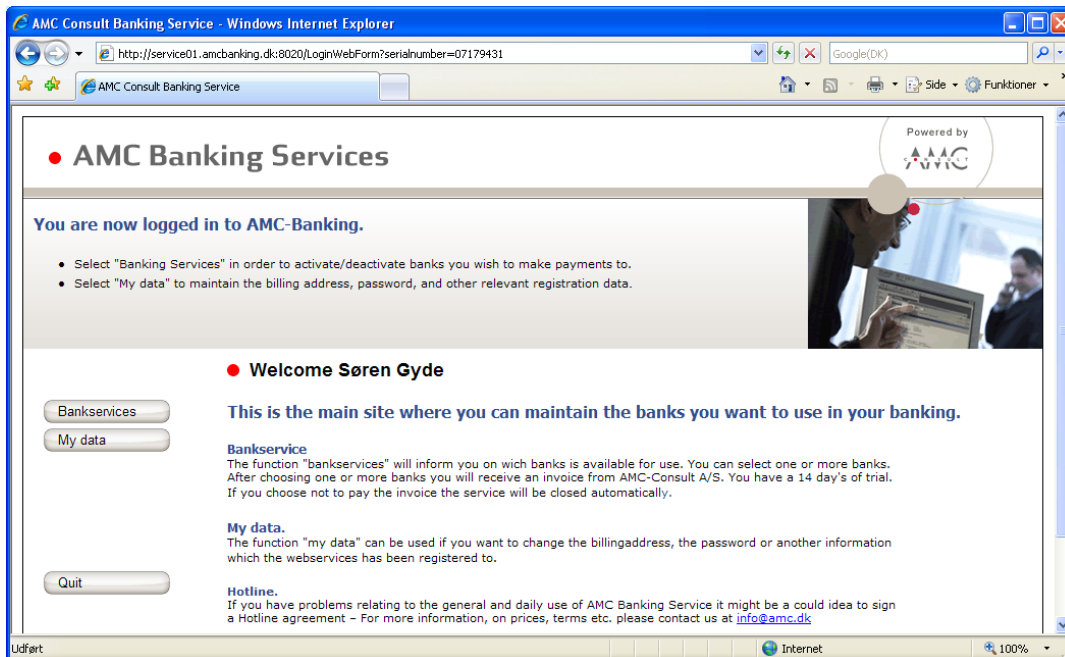 AMC Consult Banking Service - Windows Internet Explorer
http://service01.amcbanking.dk:8020/LoginWebForm?serialnumber=07179431
Google(DK)
AMC Consult Banking Service
Side
Funktioner
AMC Banking Services
Powered by
AMC
CONSULT
You are now logged in to AMC-Banking.
• Select "Banking Services" in order to activate/deactivate banks you wish to make payments to.
• Select "My data" to maintain the billing address, password, and other relevant registration data.
Welcome Søren Gyde
Bankservices
My data
Quit
This is the main site where you can maintain the banks you want to use in your banking.
Bankservice
The function "bankservices" will inform you on wich banks is available for use. You can select one or more banks.
After choosing one or more banks you will receive an invoice from AMC-Consult A/S. You have a 14 day's of trial.
If you choose not to pay the invoice the service will be closed automatically.
My data.
The function "my data" can be used if you want to change the billingaddress, the password or another information
which the webservices has been registered to.
Hotline.
If you have problems relating to the general and daily use of AMC Banking Service it might be a could idea to sign
a Hotline agreement – For more information, on prices, terms etc. please contact us at info@amc.dk
Udført
Internet
100%